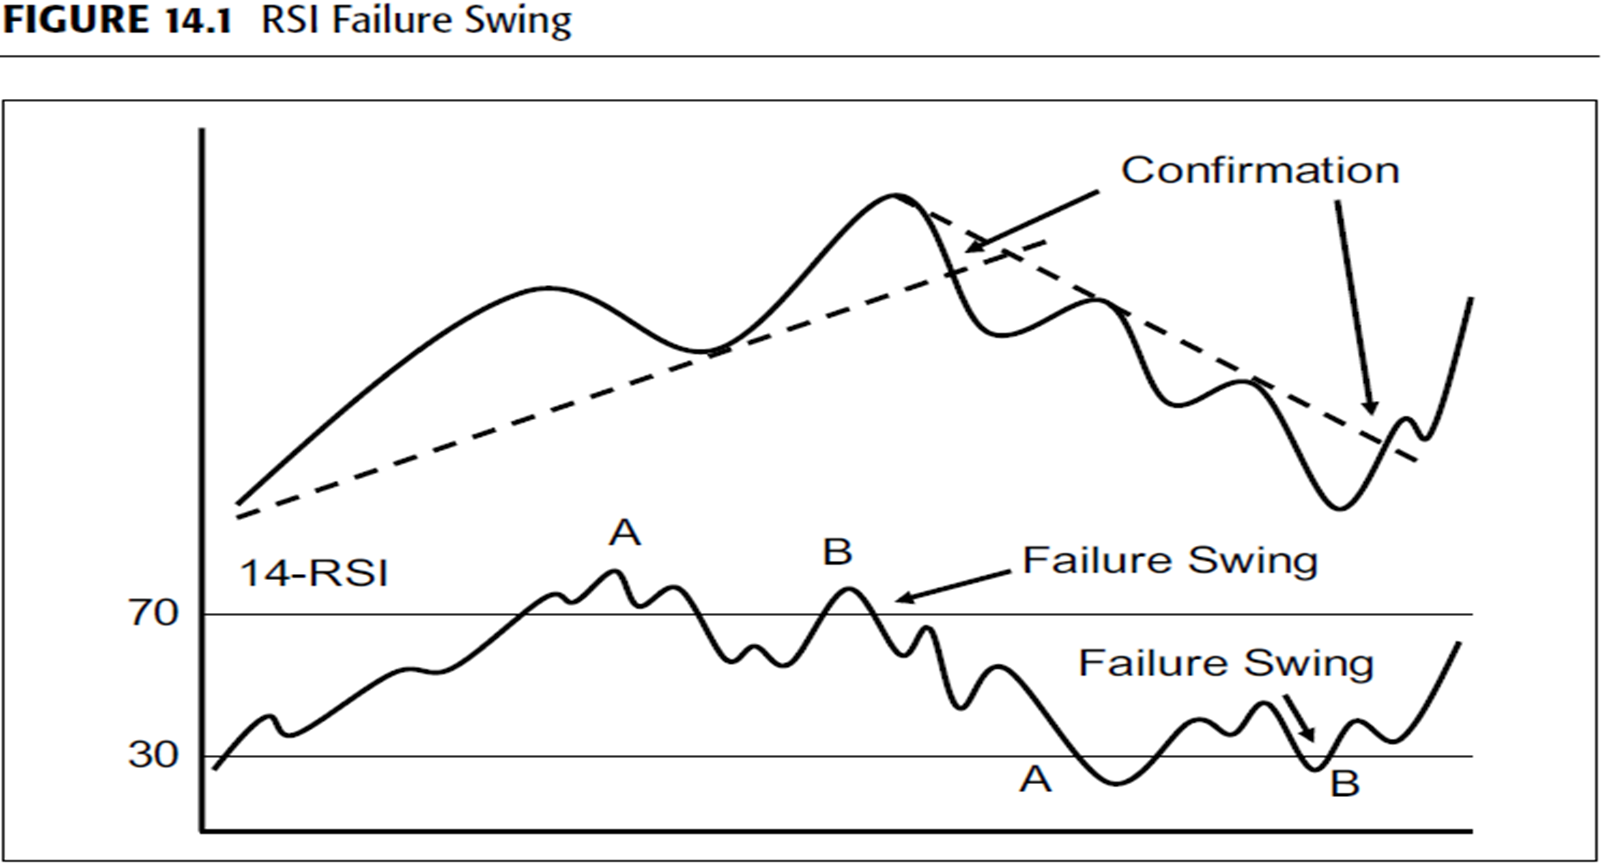 FIGURE 14.1 RSI Failure Swing
Confirmation
A
B
Failure Swing
14-RSI
70
Failure Swing
30
A
B